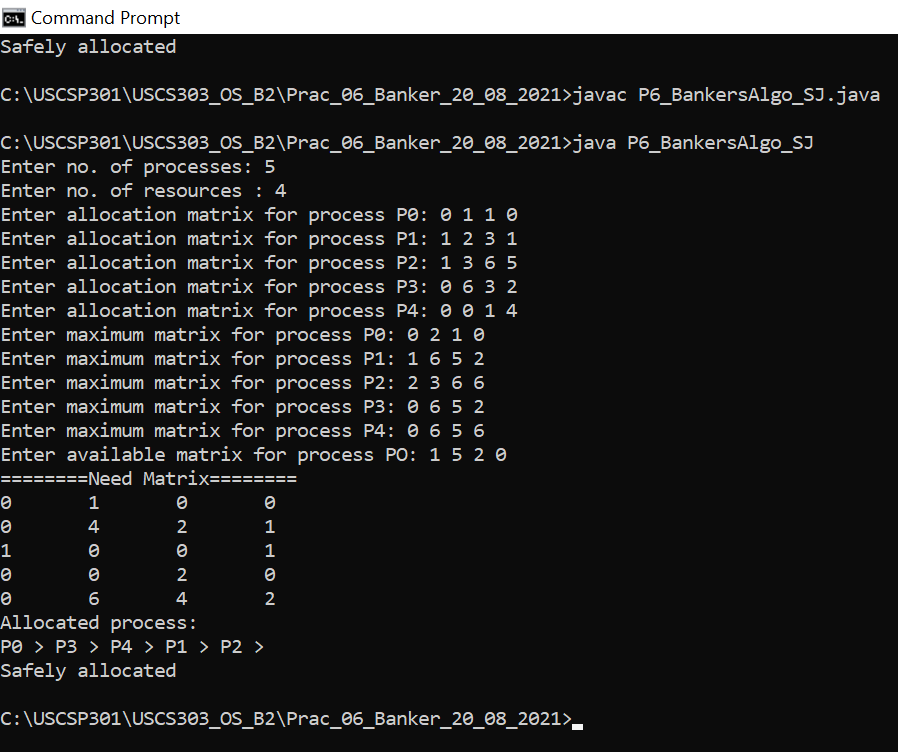 Command Prompt
Safely allocated
C:\USCSP301\USCS303_OS_B2\Prac_06_Banker_20_08_2021>javac P6_BankersAlgo_SJ.java
C:\USCSP301\USCS303_OS_B2\Prac_06_Banker_20_08_2021>java P6_BankersAlgo_SJ
Enter no. of processes: 5
Enter no. of resources : 4
Enter allocation matrix for process P0: 0 1 1 0
Enter allocation matrix for process P1: 1 2 3 1
Enter allocation matrix for process P2: 1 3 6 5
Enter allocation matrix for process P3: 0 6 3 2
Enter allocation matrix for process P4: 0 0 1 4
Enter maximum matrix for process P0: 0 2 1 0
Enter maximum matrix for process P1: 1 6 5 2
Enter maximum matrix for process P2: 2 3 6 6
Enter maximum matrix for process P3: 0 6 5 2
Enter maximum matrix for process P4: 0 6 5 6
Enter available matrix for process PO: 1 5 2 0
========Need Matrix========
0 1 0 0
0 4 2 1
1 0 0 1
0 0 2 0
0 6 4 2
Allocated process:
P0 > P3 > P4 > P1 > P2 >
Safely allocated
C:\USCSP301\USCS303_OS_B2\Prac_06_Banker_20_08_2021>